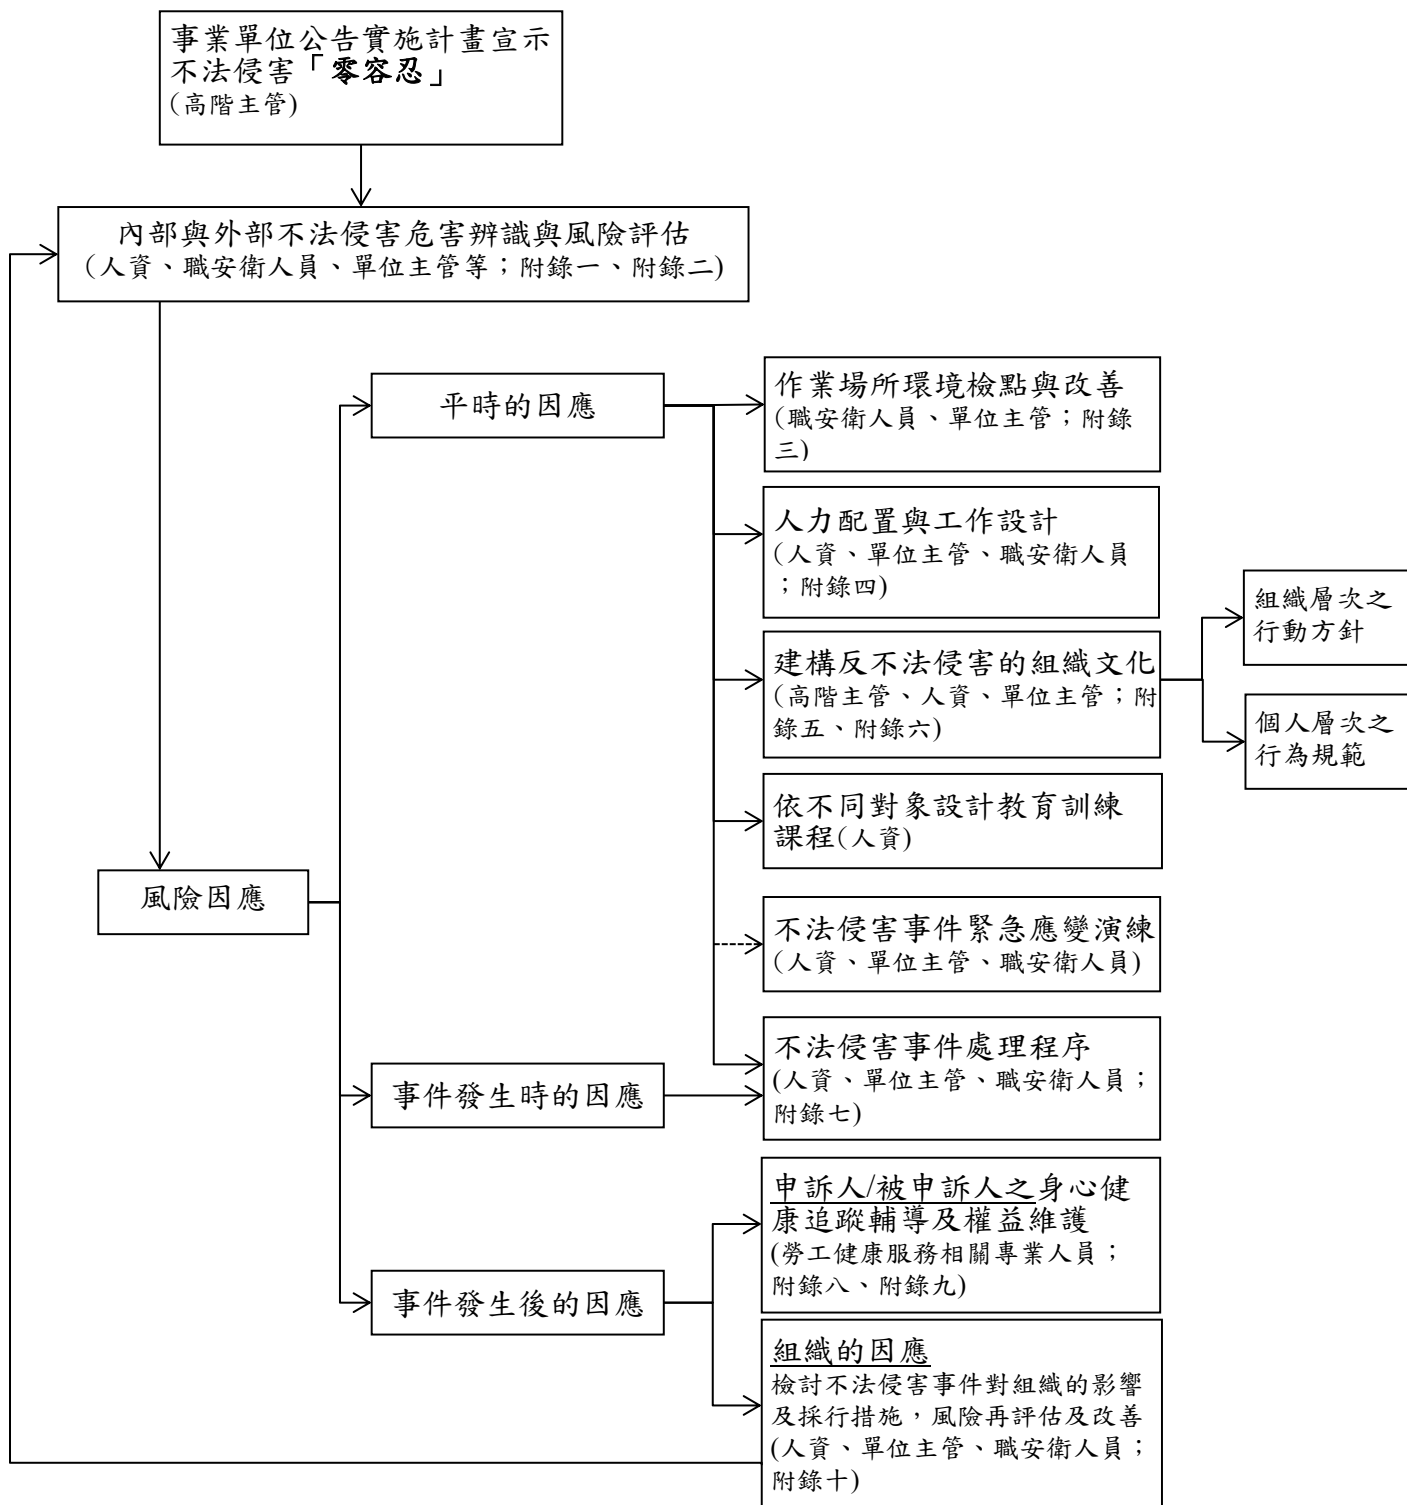 事業單位公告實施計畫宣示
不法侵害「零容忍」
(高階主管)
內部與外部不法侵害危害辨識與風險評估
(人資、職安衛人員、單位主管等；附錄一、附錄二)
風險因應
平時的因應
作業場所環境檢點與改善
(職安衛人員、單位主管；附錄
三)
人力配置與工作設計
(人資、單位主管、職安衛人員
；附錄四)
建構反不法侵害的組織文化
(高階主管、人資、單位主管；附
錄五、附錄六)
組織層次之
行動方針
個人層次之
行為規範
依不同對象設計教育訓練
課程(人資)
不法侵害事件緊急應變演練
(人資、單位主管、職安衛人員)
事件發生時的因應
不法侵害事件處理程序
(人資、單位主管、職安衛人員；
附錄七)
事件發生後的因應
申訴人/被申訴人之身心健
康追蹤輔導及權益維護
(勞工健康服務相關專業人員；
附錄八、附錄九)
組織的因應
檢討不法侵害事件對組織的影響
及採行措施，風險再評估及改善
(人資、單位主管、職安衛人員；
附錄十)